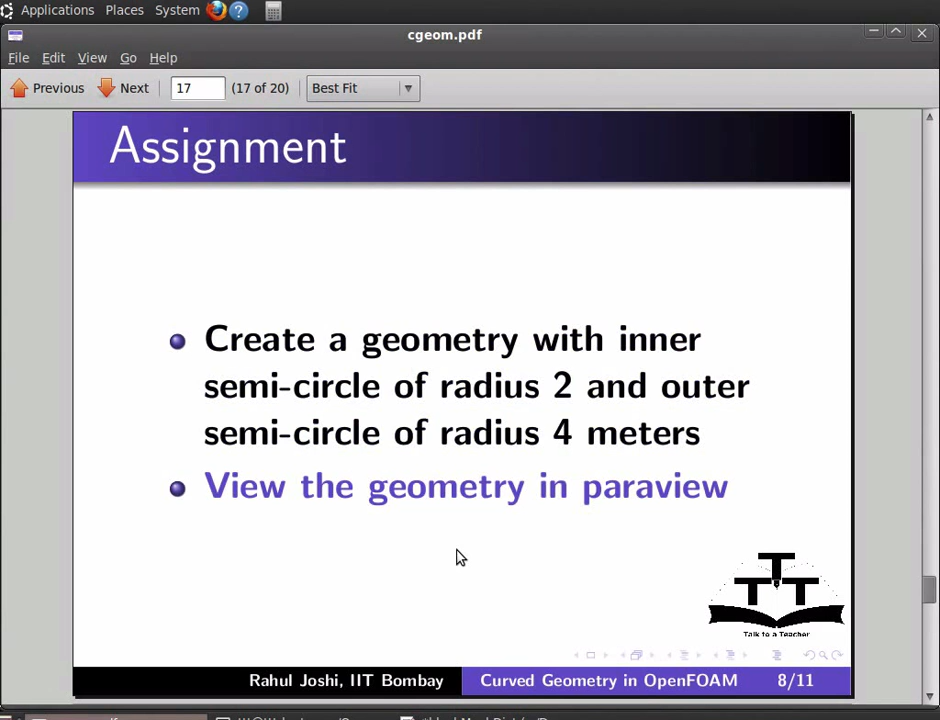 Applications Places System
cgeom.pdf
File Edit View Go Help
Previous Next 17 (17 of 20) Best Fit
Assignment
Create a geometry with inner
semi-circle of radius 2 and outer
semi-circle of radius 4 meters
View the geometry in paraview
T T T
Talk to a Teacher
Rahul Joshi, IIT Bombay Curved Geometry in OpenFOAM 8/11